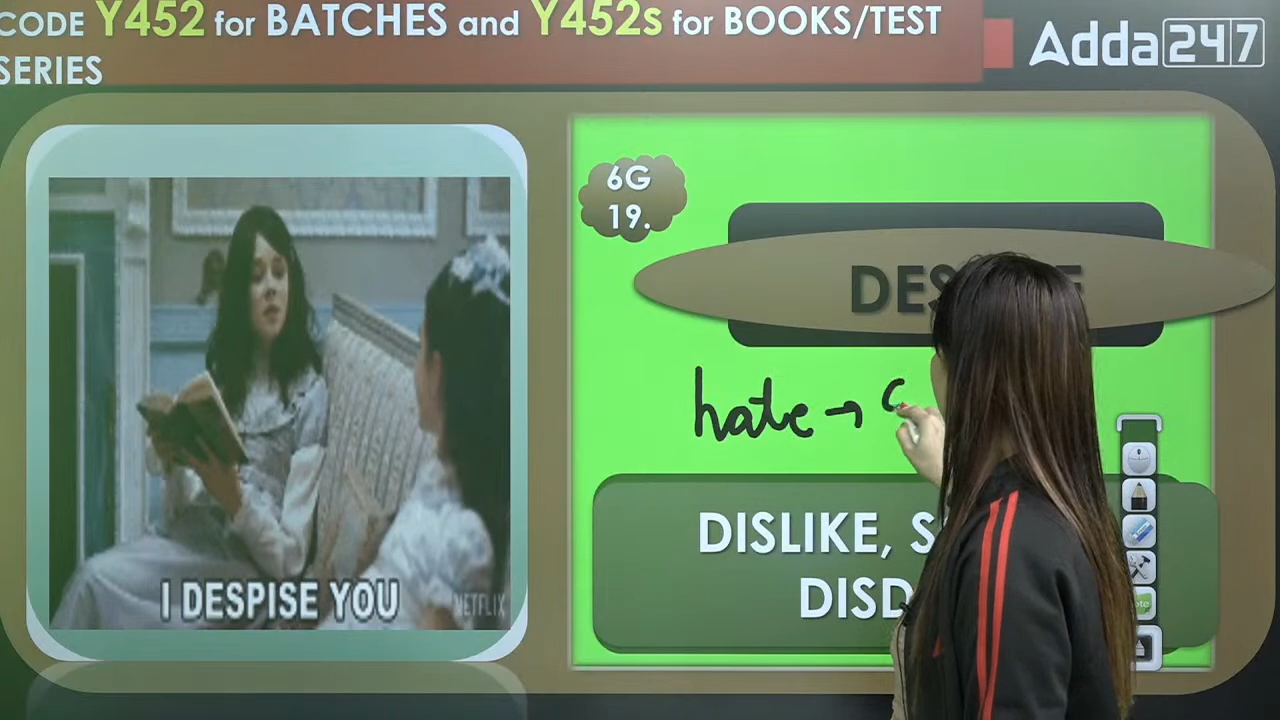 CODE Y452 for BATCHES and Y452s for BOOKS/TEST
SERIES
Adda247
6G
19.
hate →
DISLIKE,
I DESPISE YOU
NETFLIX